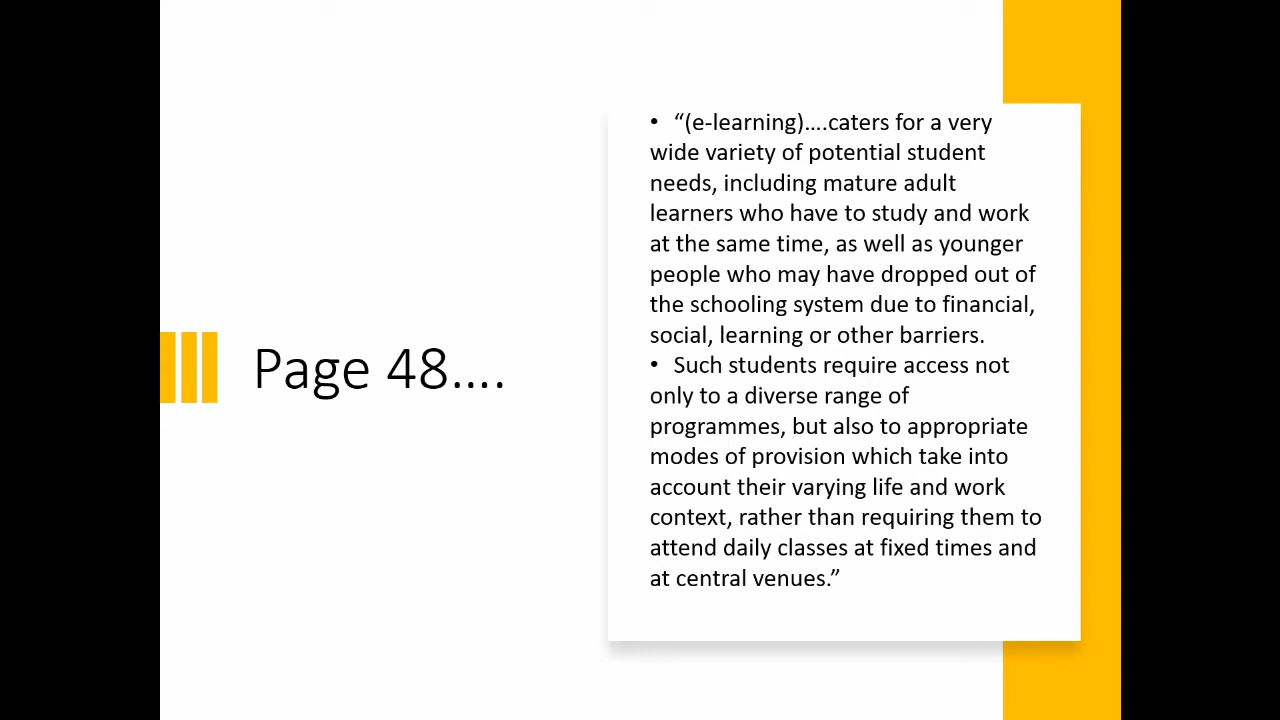 Page 48....
• “(e-learning)....caters for a very
wide variety of potential student
needs, including mature adult
learners who have to study and work
at the same time, as well as younger
people who may have dropped out of
the schooling system due to financial,
social, learning or other barriers.
• Such students require access not
only to a diverse range of
programmes, but also to appropriate
modes of provision which take into
account their varying life and work
context, rather than requiring them to
attend daily classes at fixed times and
at central venues.”